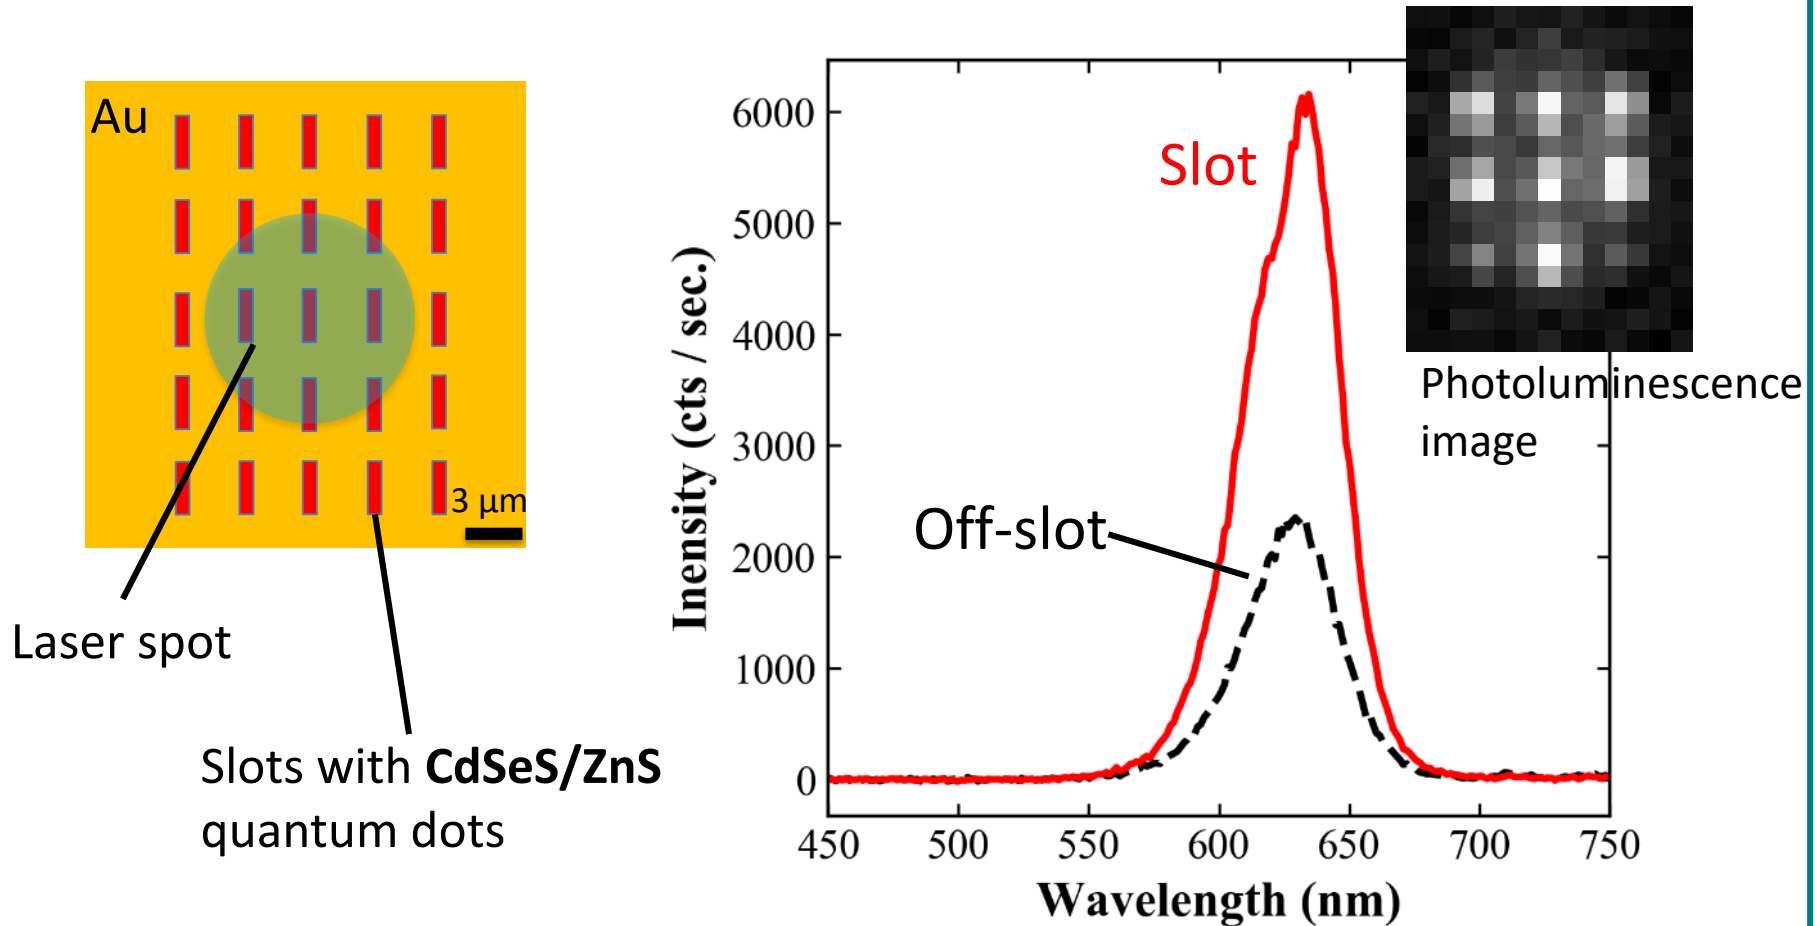 Au
3 μm
Laser spot
Slots with CdSeS/ZnS
quantum dots
Inensity (cts / sec.)
6000
5000
4000
3000
2000
1000
0
Slot
Off-slot
450 500 550 600 650 700 750
Wavelength (nm)
Photoluminescence
image